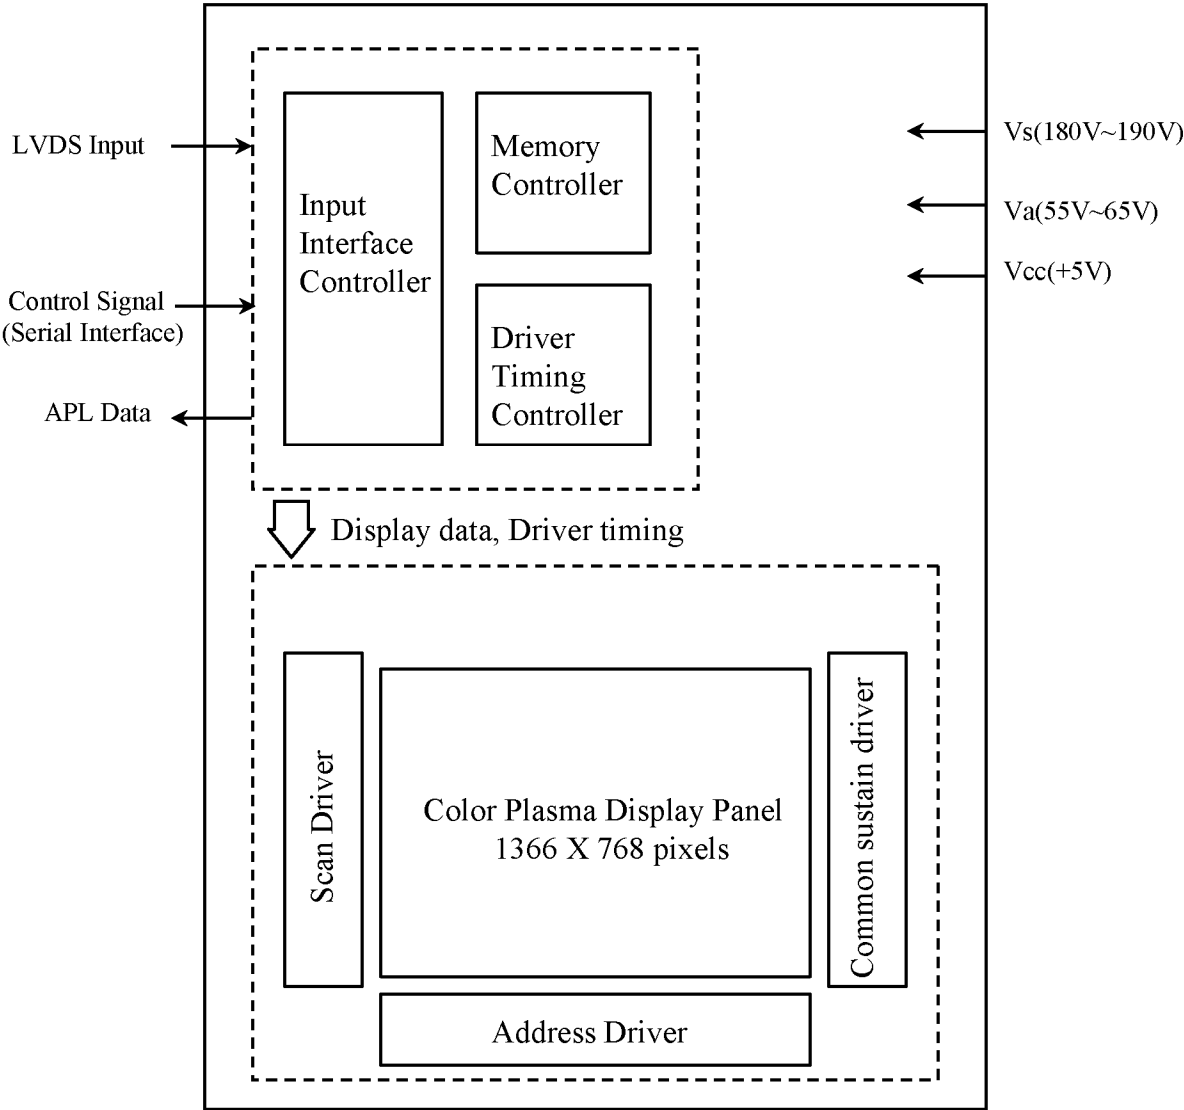 LVDS Input
Control Signal
(Serial Interface)
APL Data
Input
Interface
Controller
Memory
Controller
Driver
Timing
Controller
Vs(180V~190V)
Va(55V~65V)
Vcc(+5V)
Display data, Driver timing
Scan Driver
Color Plasma Display Panel
1366 X 768 pixels
Common sustain driver
Address Driver